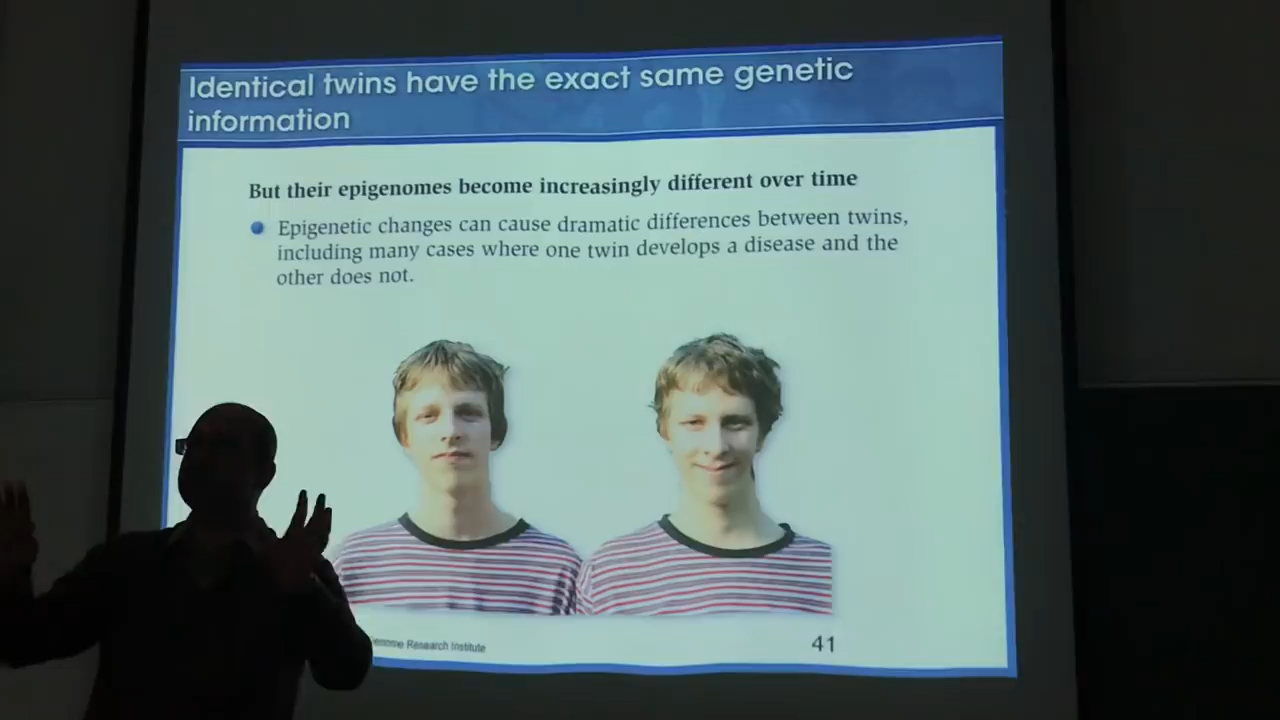 Identical twins have the exact same genetic
information
But their epigenomes become increasingly different over time
Epigenetic changes can cause dramatic differences between twins,
including many cases where one twin develops a disease and the
other does not.
Research Institute
41